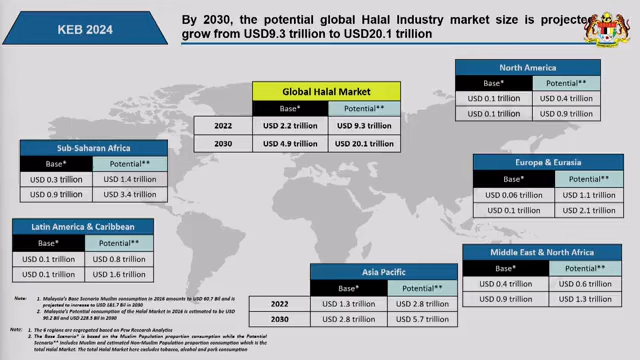 KEB 2024
By 2030, the potential global Halal Industry market size is projected
grow from USD9.3 trillion to USD20.1 trillion
North America
Base* Potential**
USD 0.1 trillion USD 0.4 trillion
USD 0.1 trillion USD 0.9 trillion
Global Halal Market
Base* Potential**
2022 USD 2.2 trillion USD 9.3 trillion
2030 USD 4.9 trillion USD 20.1 trillion
Sub-Saharan Africa
Base* Potential**
USD 0.3 trillion USD 1.4 trillion
USD 0.9 trillion USD 3.4 trillion
Europe & Eurasia
Base* Potential**
USD 0.06 trillion USD 1.1 trillion
USD 0.1 trillion USD 2.1 trillion
Latin America & Caribbean
Base* Potential**
USD 0.1 trillion USD 0.8 trillion
USD 0.1 trillion USD 1.6 trillion
Middle East & North Africa
Base* Potential**
USD 0.4 trillion USD 0.6 trillion
USD 0.9 trillion USD 1.3 trillion
Asia Pacific
Base* Potential**
2022 USD 1.3 trillion USD 2.8 trillion
2030 USD 2.8 trillion USD 5.7 trillion
Note: 1. Malaysia's Base Scenario Muslim consumption in 2016 amounts to USD 60.7 Bil and is
projected to increase to USD 183.7 Bil in 2030
2. Malaysia's Potential consumption of the Halal Market in 2016 is estimated to be USD
90.2 Bil and USD 228.5 Bil in 2030
Note: 1. The 6 regions are segregated based on Pew Research Analytics
2. The Base Scenario* is based on the Muslim Population proportion consumption while the Potential
Scenario** includes Muslim and estimated Non-Muslim Population proportion consumption which is
the total Halal Market. The total Halal Market here excludes tobacco, alcohol and pork consumption